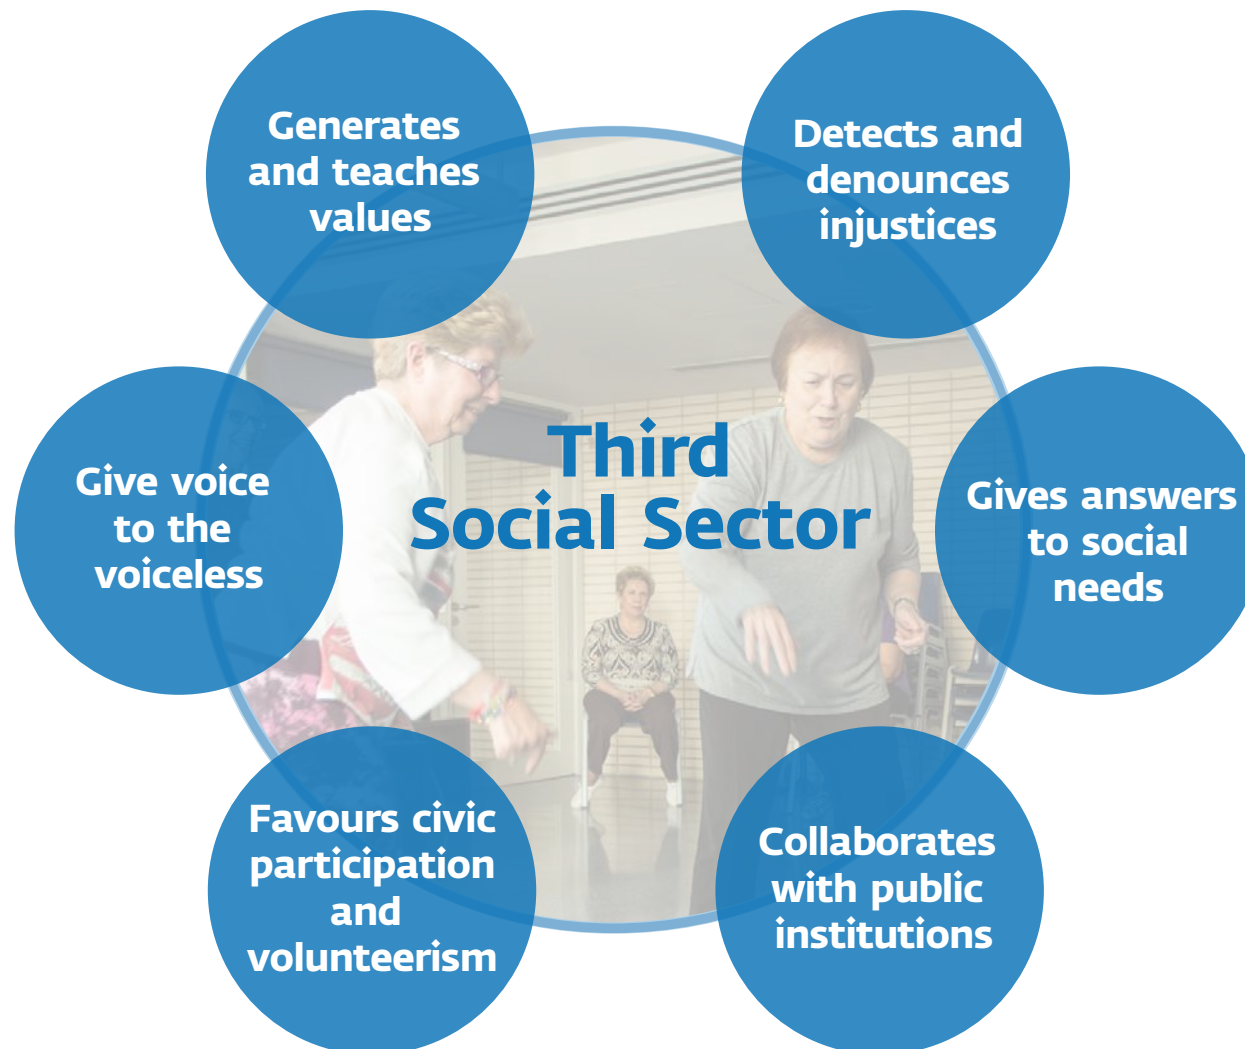 Generates
and teaches
values
Detects and
denounces
injustices
Give voice
to the
voiceless
Third
Social Sector
Gives answers
to social
needs
Favours civic
participation
and
volunteerism
Collaborates
with public
institutions